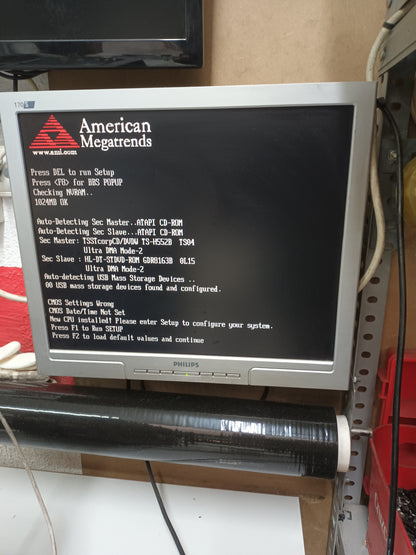 170S
American
Megatrends
www.ami.com
Press DEL to run Setup
Press <F8> for BBS POPUP
Checking NVRAM..
1024MB OK
Auto-Detecting Sec Master..ATAPI CD-ROM
Auto-Detecting Sec Slave...ATAPI CD-ROM
Sec Master: TSSTcorpCD/DVDW TS-H552B  TS04
Ultra DMA Mode-2
Sec Slave : HL-DT-STDVD-ROM GDR8163B  0L15
Ultra DMA Mode-2
Auto-detecting USB Mass Storage Devices ..
00 USB mass storage devices found and configured.
CMOS Settings Wrong
CMOS Date/Time Not Set
New CPU installed! Please enter Setup to configure your system.
Press F1 to Run SETUP
Press F2 to load default values and continue
PHILIPS